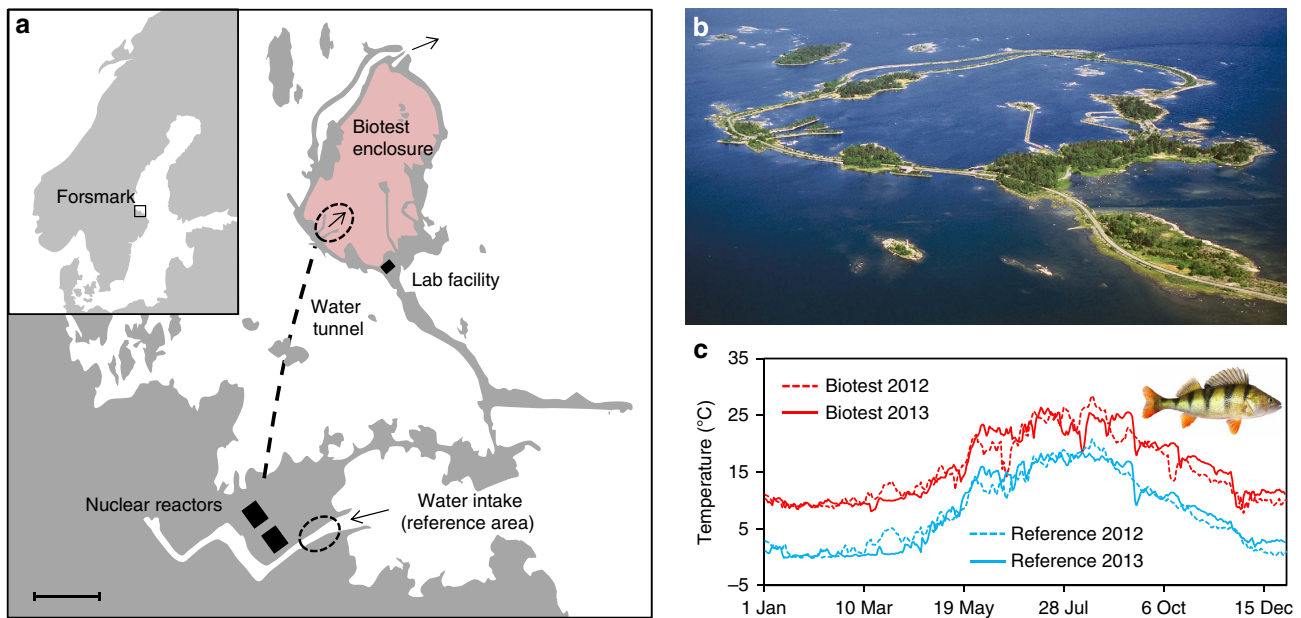 a
Forsmark
Biotest
enclosure
Lab facility
Water
tunnel
Nuclear reactors
Water intake
(reference area)
b
c
35
25
15
5
–5
Temperature (°C)
Biotest 2012
Biotest 2013
Reference 2012
Reference 2013
1 Jan
10 Mar
19 May
28 Jul
6 Oct
15 Dec